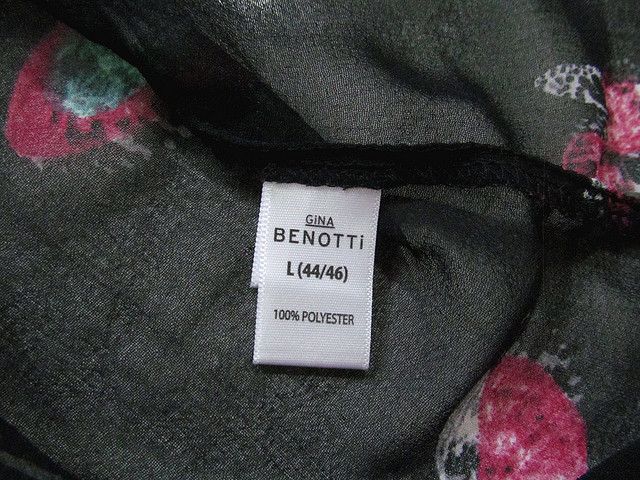 GiNA
BENOTTi
L (44/46)
100% POLYESTER